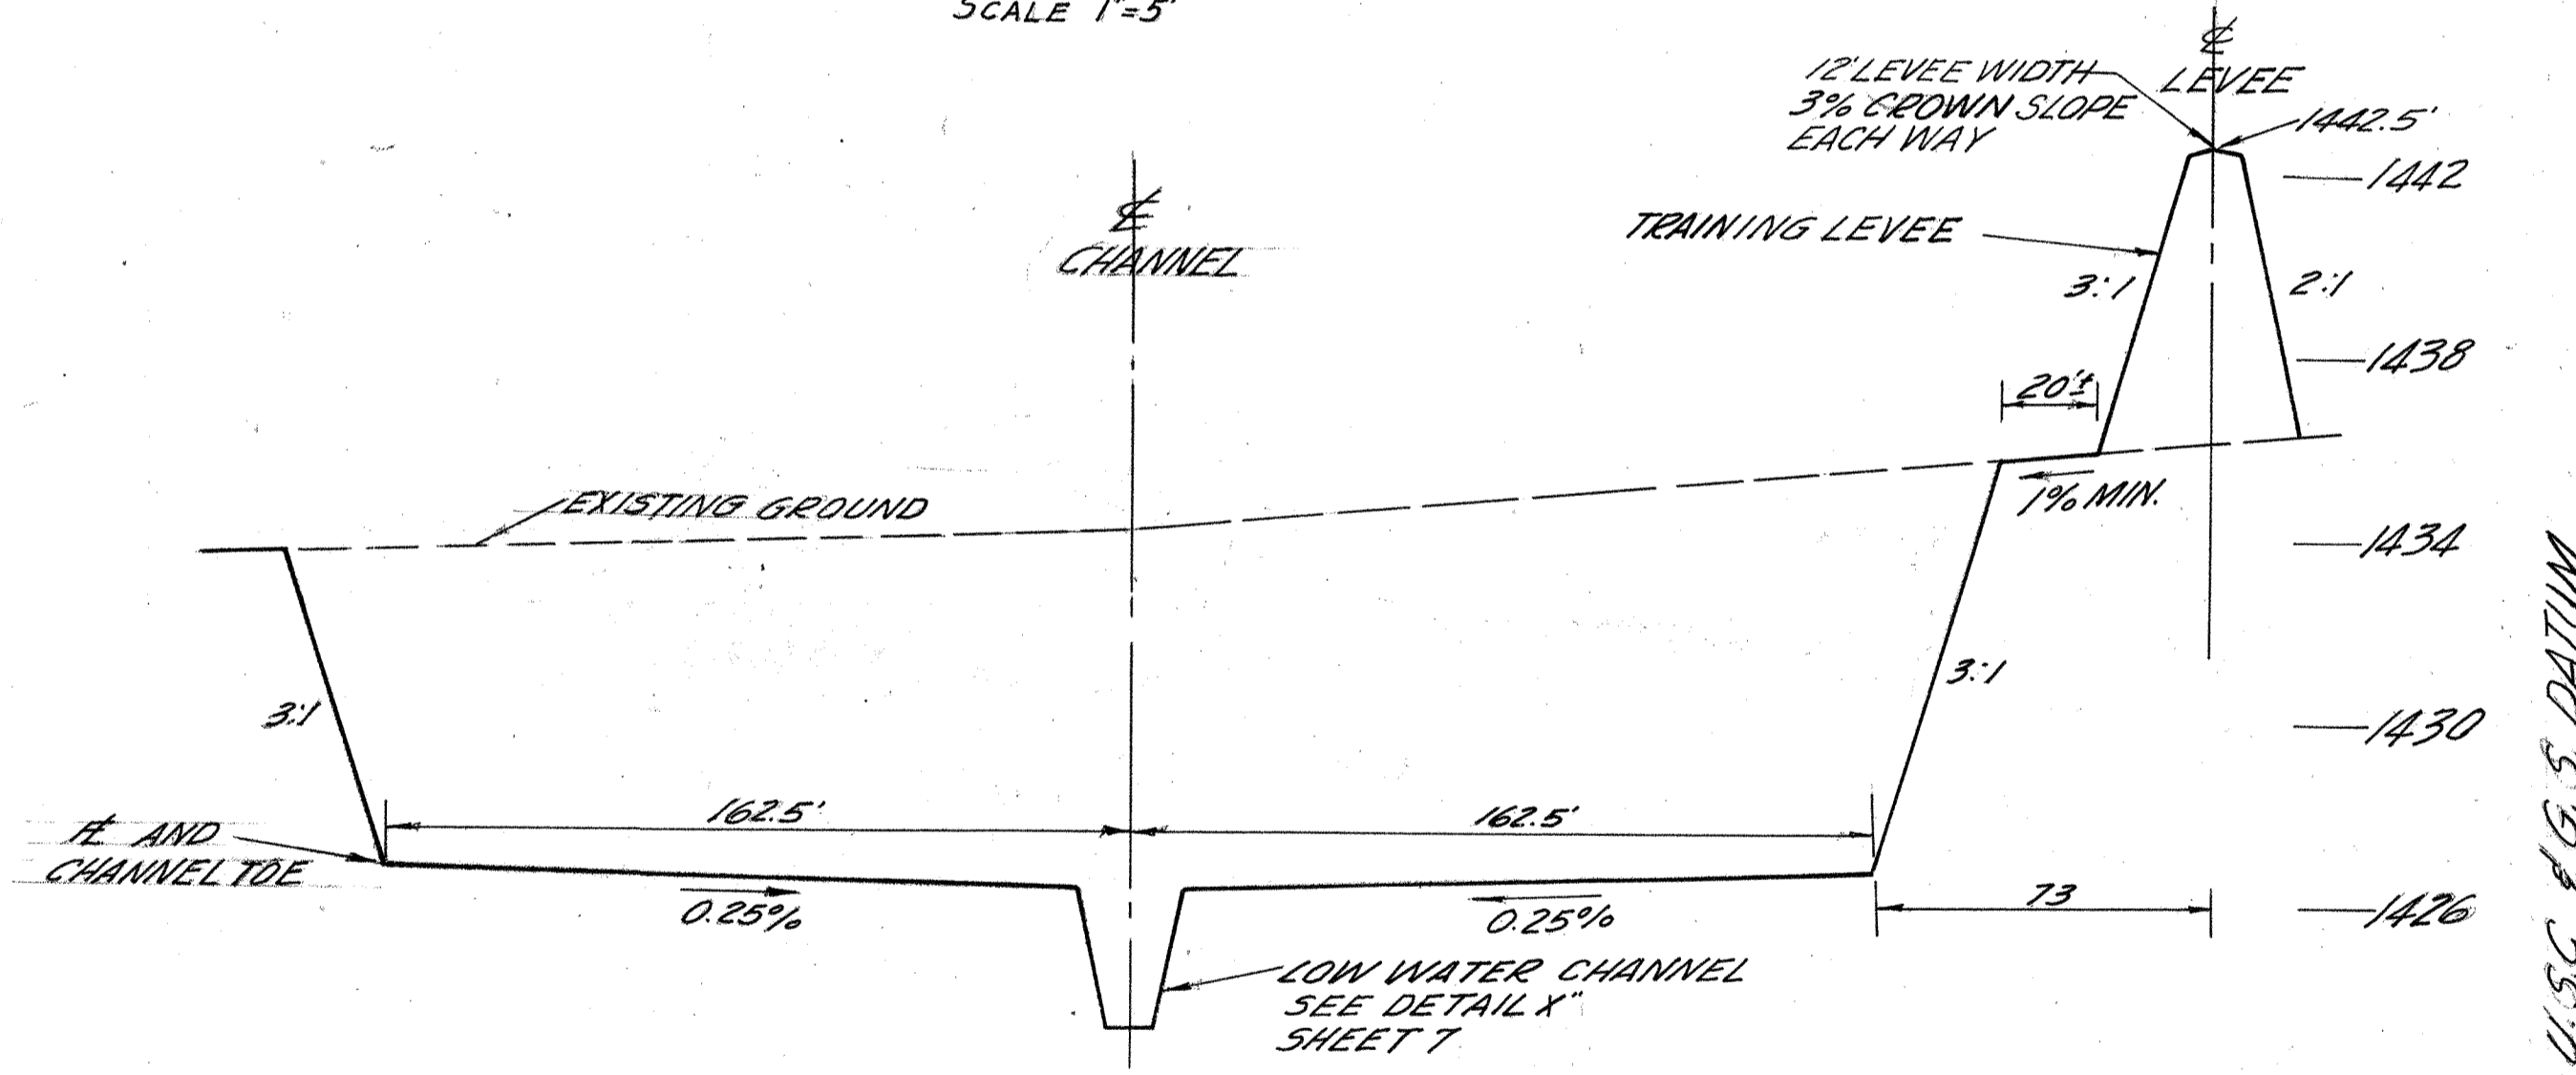 SCALE 1"=5'
℄
LEVEE
12' LEVEE WIDTH
3% CROWN SLOPE
EACH WAY
1442.5'
1442
℄
CHANNEL
TRAINING LEVEE
3:1
2:1
1438
20'±
1% MIN.
EXISTING GROUND
1434
3:1
3:1
1430
162.5'
162.5'
AND
CHANNEL TOE
0.25%
0.25%
73
1426
LOW WATER CHANNEL
SEE DETAIL X"
SHEET 7
U.S.C. & G.S. DATUM